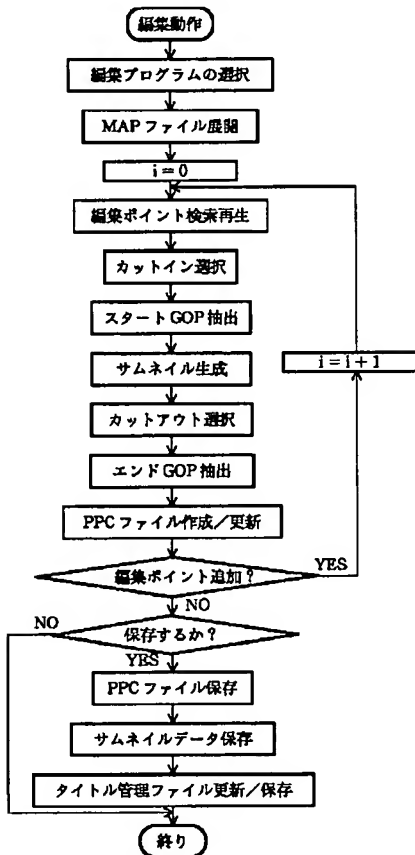 編集動作
編集プログラムの選択
MAPファイル展開
i=0
編集ポイント検索再生
カットイン選択
スタートGOP抽出
サムネイル生成
i=i+1
カットアウト選択
エンドGOP抽出
PPCファイル作成/更新
編集ポイント追加?
YES
NO
保存するか?
NO
YES
PPCファイル保存
サムネイルデータ保存
タイトル管理ファイル更新/保存
終り